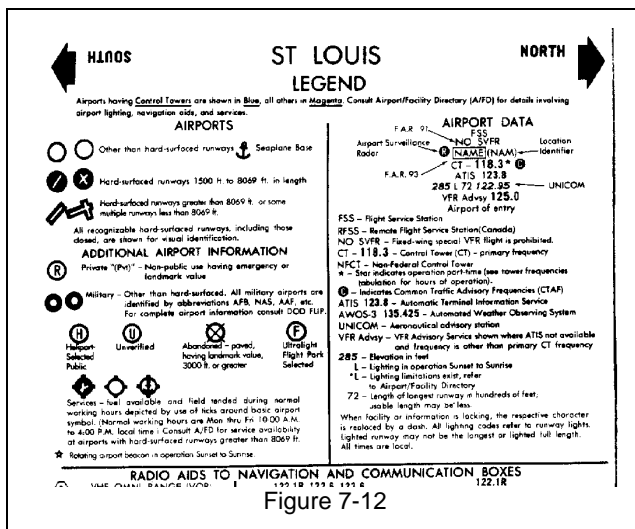 SOUTH
ST LOUIS
NORTH
LEGEND
Airports having Control Towers are shown in Blue, all others in Magenta. Consult Airport/Facility Directory (A/FD) for details involving
airport lighting, navigation aids, and services.
AIRPORTS
Other than hard-surfaced runways
Seaplane Base
Hard-surfaced runways 1500 ft. to 8069 ft. in length
Hard-surfaced runways greater than 8069 ft. or some
multiple runways less than 8069 ft.
All recognizable hard-surfaced runways, including those
closed, are shown for visual identification.
ADDITIONAL AIRPORT INFORMATION
R
Private "(Pvt)" - Non-public use having emergency or
landmark value
Military - Other than hard-surfaced. All military airports are
identified by abbreviations AFB, NAS, AAF, etc.
For complete airport information consult DOD FLIP.
H
U
F
Heliport-
Selected
Public
Unverified
Abandoned - paved,
having landmark value,
3000 ft. or greater
Ultralight
Flight Park
Selected
Services - fuel available and field tended during normal
working hours depicted by use of ticks around basic airport
symbol. (Normal working hours are Mon thru Fri 10:00 A.M.
to 4:00 P.M. local time.) Consult A/FD for service availability
at airports with hard-surfaced runways greater than 8069 ft.
Rotating airport beacon in operation Sunset to Sunrise.
AIRPORT DATA
F.A.R. 91
FSS
NO SVFR
Airport Surveillance
Radar
R
NAME (NAM)
Location
Identifier
F.A.R. 93
CT - 118.3 * C
ATIS 123.8
285 L 72 122.95
UNICOM
VFR Advsy 125.0
Airport of entry
FSS - Flight Service Station
RFSS - Remote Flight Service Station(Canada)
NO SVFR - Fixed-wing special VFR flight is prohibited.
CT - 118.3 - Control Tower (CT) - primary frequency
NFCT - Non-Federal Control Tower
* - Star indicates operation part-time (see tower frequencies
tabulation for hours of operation).
C - Indicates Common Traffic Advisory Frequencies (CTAF)
ATIS 123.8 - Automatic Terminal Information Service
AWOS-3 135.425 - Automated Weather Observing System
UNICOM - Aeronautical advisory station
VFR Advsy - VFR Advisory Service shown where ATIS not available
and frequency is other than primary CT frequency
285 - Elevation in feet
L - Lighting in operation Sunset to Sunrise
*L - Lighting limitations exist, refer
to Airport/Facility Directory
72 - Length of longest runway in hundreds of feet;
usable length may be less.
When facility or information is lacking, the respective character
is replaced by a dash. All lighting codes refer to runway lights.
Lighted runway may not be the longest or lighted full length.
All times are local.
RADIO AIDS TO NAVIGATION AND COMMUNICATION BOXES
VHF OMNI RANGE (VOR)
122.1R
Figure 7-12